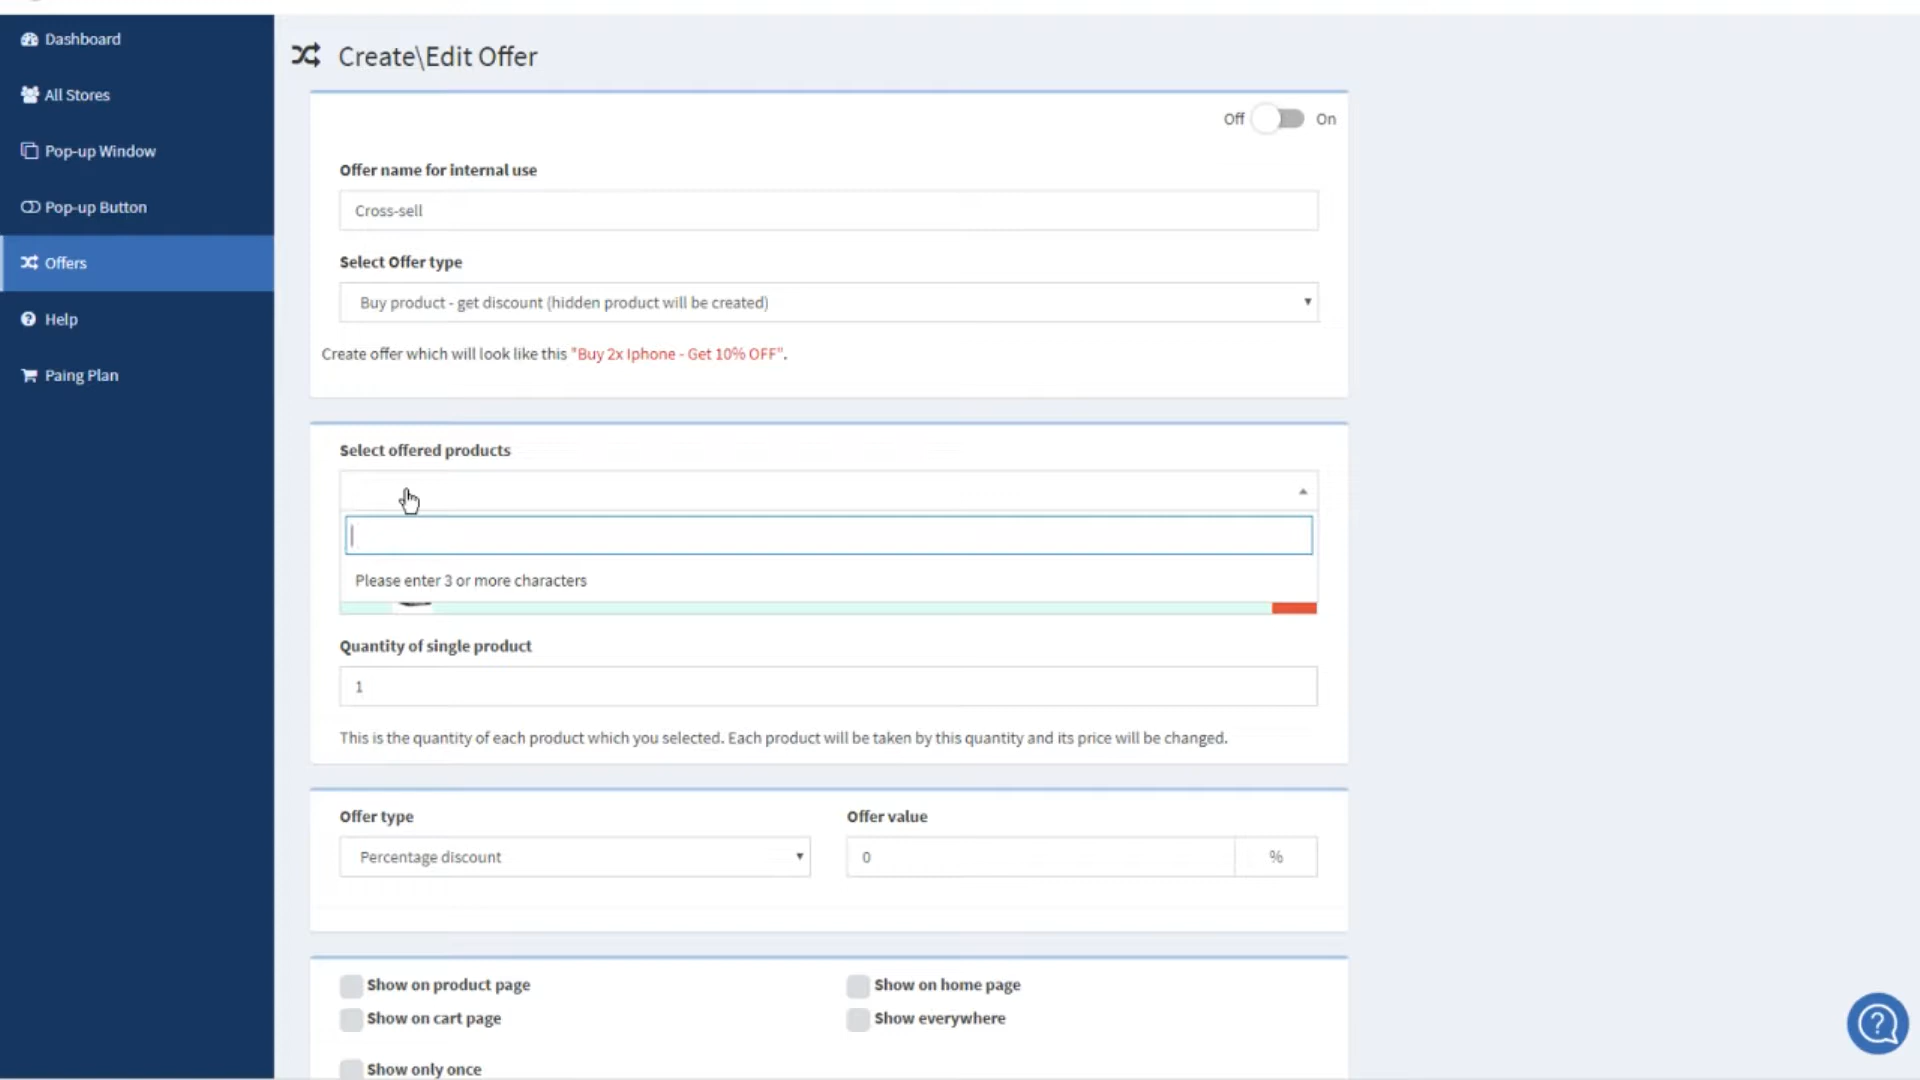 Dashboard
All Stores
Pop-up Window
Pop-up Button
Offers
Help
Paing Plan
Create\Edit Offer
Off On
Offer name for internal use
Cross-sell
Select Offer type
Buy product - get discount (hidden product will be created)
Create offer which will look like this "Buy 2x Iphone - Get 10% OFF".
Select offered products
Please enter 3 or more characters
Quantity of single product
1
This is the quantity of each product which you selected. Each product will be taken by this quantity and its price will be changed.
Offer type
Percentage discount
Offer value
0 %
Show on product page
Show on home page
Show on cart page
Show everywhere
Show only once